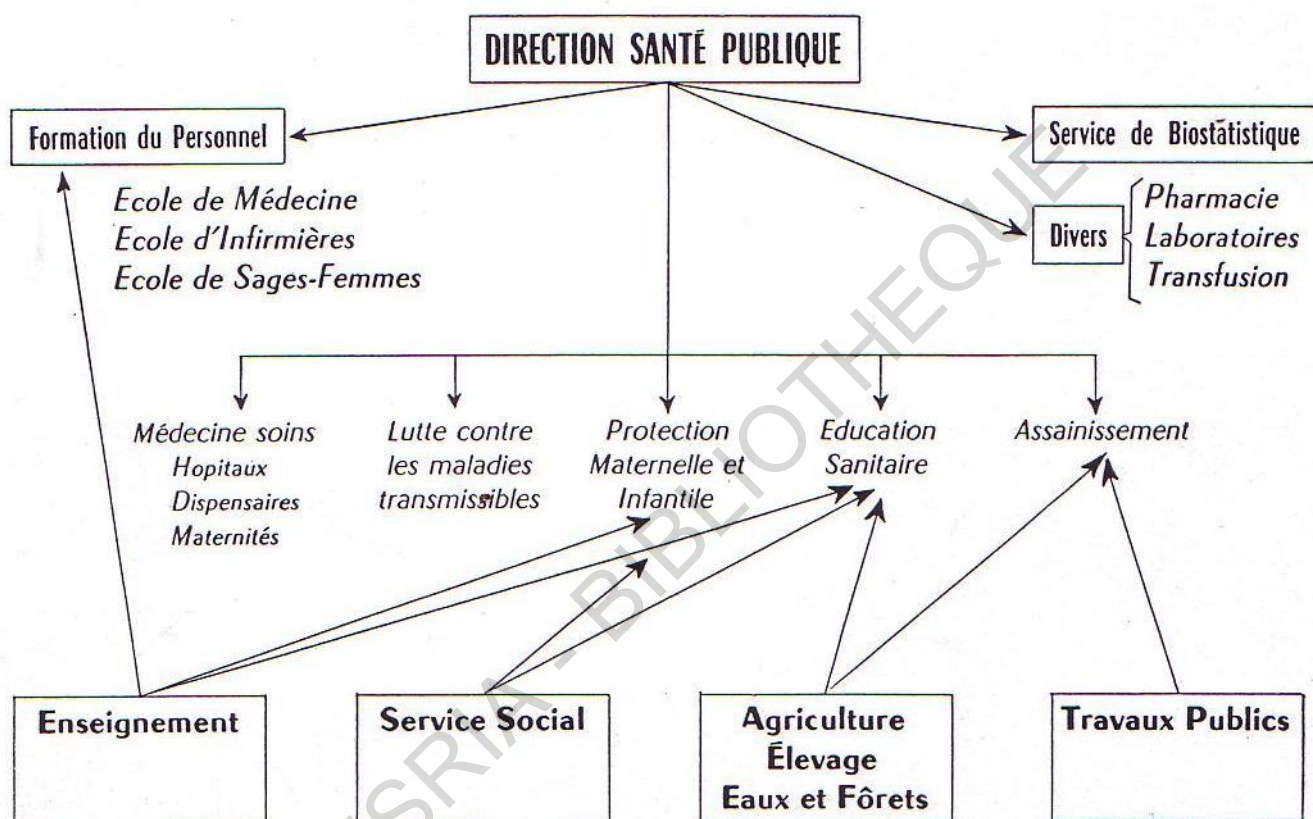 DIRECTION SANTÉ PUBLIQUE
Formation du Personnel
Service de Biostatistique
Ecole de Médecine
Ecole d'Infirmières
Ecole de Sages-Femmes
Divers
Pharmacie
Laboratoires
Transfusion
Médecine soins
Hopitaux
Dispensaires
Maternités
Lutte contre
les maladies
transmissibles
Protection
Maternelle et
Infantile
Education
Sanitaire
Assainissement
Enseignement
Service Social
Agriculture
Élevage
Eaux et Fôrets
Travaux Publics
SRIA - BIBLIOTHEQUE